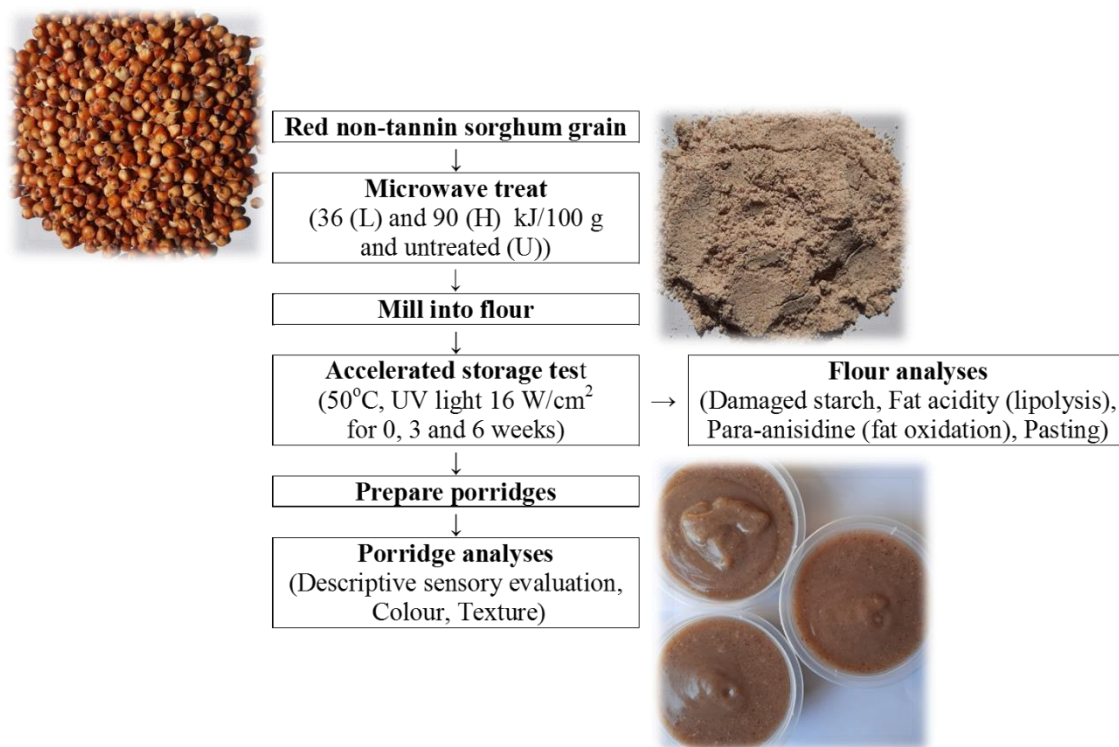 Red non-tannin sorghum grain
↓
Microwave treat
(36 (L) and 90 (H) kJ/100 g
and untreated (U))
↓
Mill into flour
↓
Accelerated storage test
(50°C, UV light 16 W/cm²
for 0, 3 and 6 weeks)
→
Flour analyses
(Damaged starch, Fat acidity (lipolysis),
Para-anisidine (fat oxidation), Pasting)
↓
Prepare porridges
↓
Porridge analyses
(Descriptive sensory evaluation,
Colour, Texture)